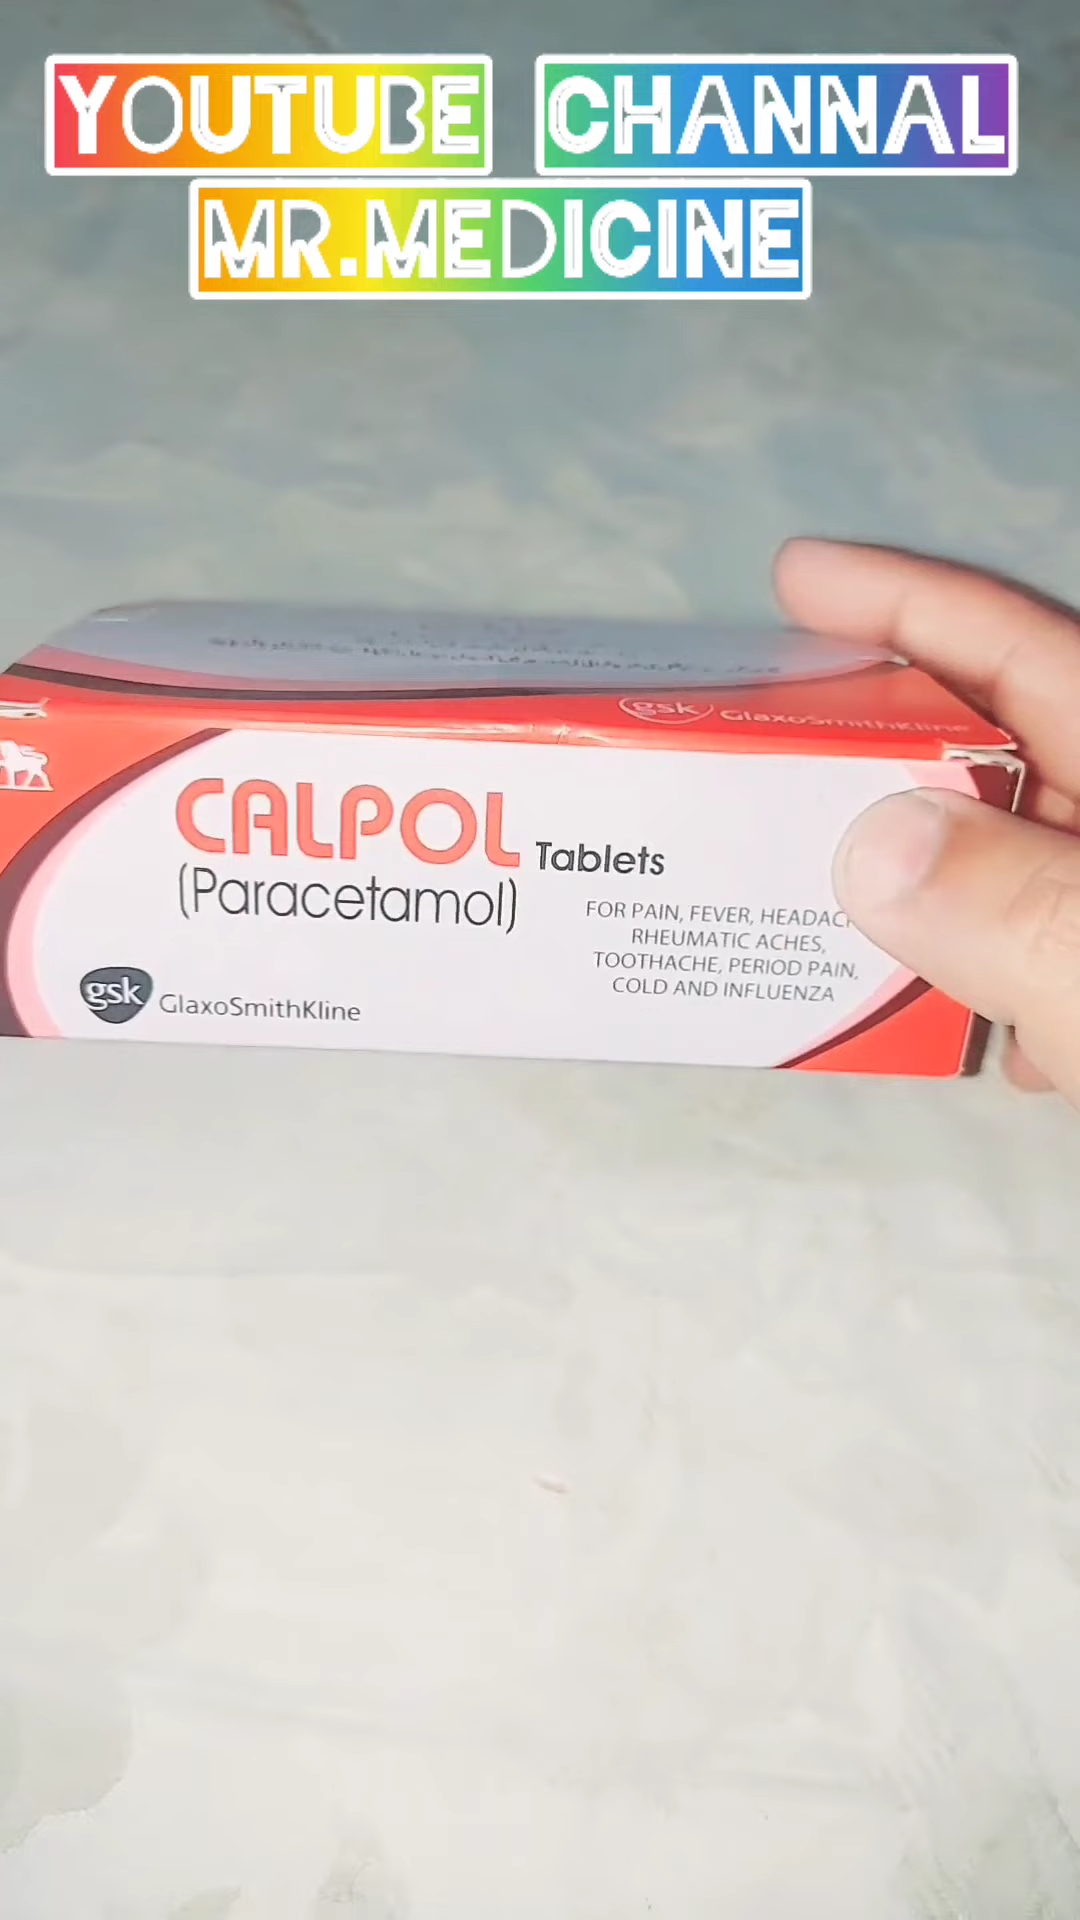 YOUTUBE CHANNAL
MR.MEDICINE
gsk GlaxoSmithKline
CALPOL Tablets
(Paracetamol)
FOR PAIN, FEVER,
RHEUMATIC ACHES,
TOOTHACHE, PERIOD PAIN,
COLD AND INFLUENZA
gsk GlaxoSmithKline